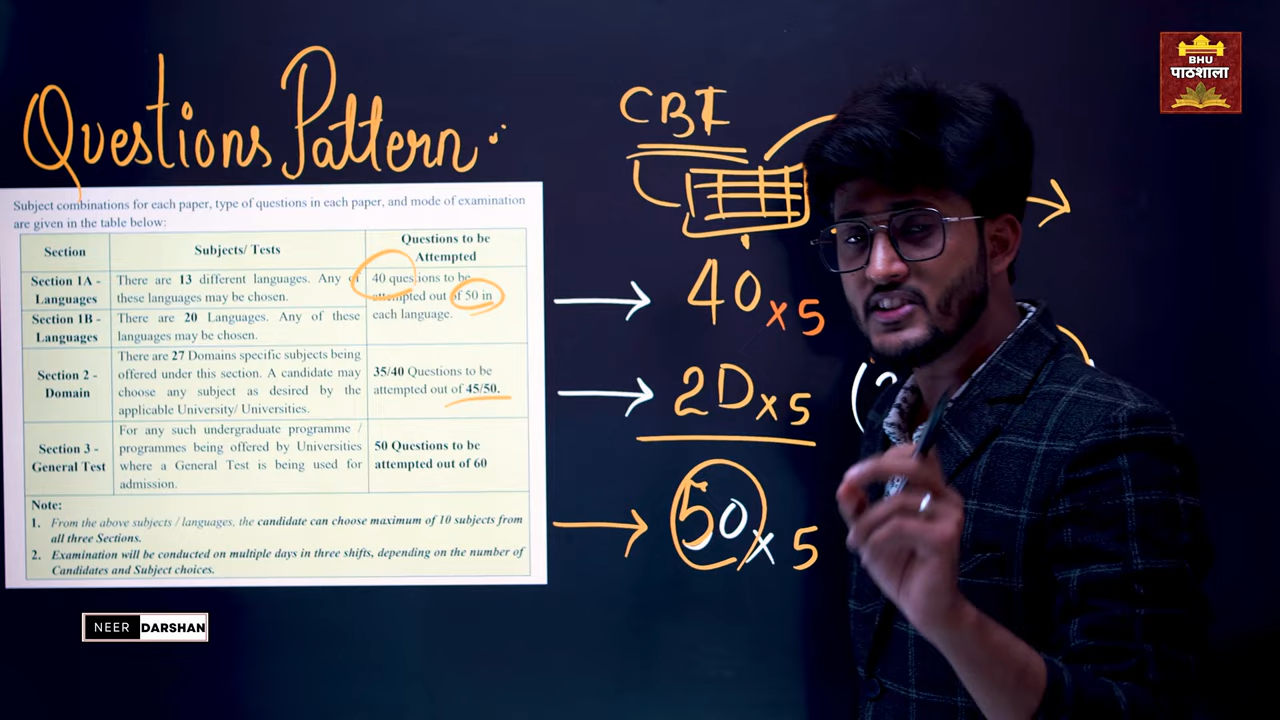 BHU
पाठशाला
Questions Pattern
CBT
Subject combinations for each paper, type of questions in each paper, and mode of examination
are given in the table below:
Section
Subjects/ Tests
Questions to be
Attempted
Section 1A -
Languages
There are 13 different languages. Any of
these languages may be chosen.
40 questions to be
attempted out of 50 in
each language.
Section 1B -
Languages
There are 20 Languages. Any of these
languages may be chosen.
Section 2 -
Domain
There are 27 Domains specific subjects being
offered under this section. A candidate may
choose any subject as desired by the
applicable University/ Universities.
35/40 Questions to be
attempted out of 45/50.
Section 3 -
General Test
For any such undergraduate programme /
programmes being offered by Universities
where a General Test is being used for
admission.
50 Questions to be
attempted out of 60
Note:
1. From the above subjects / languages, the candidate can choose maximum of 10 subjects from
all three Sections.
2. Examination will be conducted on multiple days in three shifts, depending on the number of
Candidates and Subject choices.
40 x 5
2D x 5
50 x 5
NEER DARSHAN